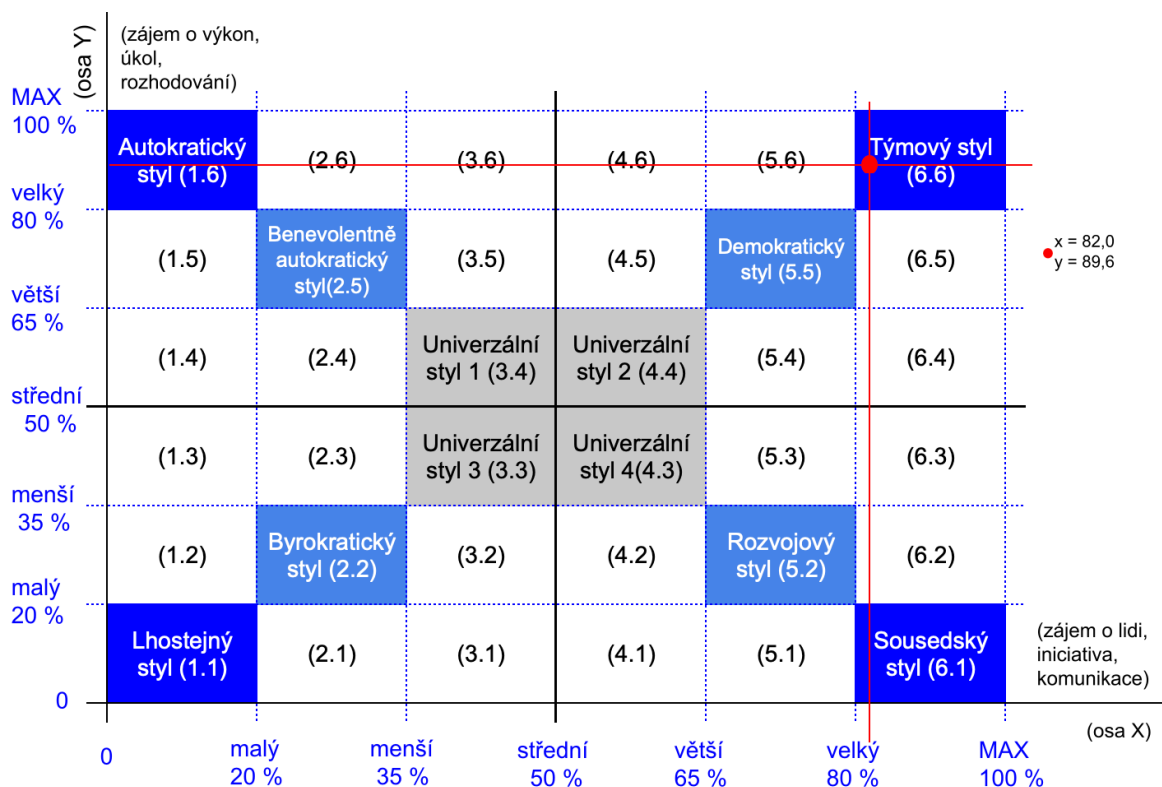 (osa Y)
(zájem o výkon,
úkol,
rozhodování)
MAX
100 %
Autokratický
styl (1.6)
(2.6)
(3.6)
(4.6)
(5.6)
Týmový styl
(6.6)
velký
80 %
(1.5)
Benevolentně
autokratický
styl(2.5)
(3.5)
(4.5)
Demokratický
styl (5.5)
(6.5)
x = 82,0
y = 89,6
větší
65 %
(1.4)
(2.4)
Univerzální
styl 1 (3.4)
Univerzální
styl 2 (4.4)
(5.4)
(6.4)
střední
50 %
(1.3)
(2.3)
Univerzální
styl 3 (3.3)
Univerzální
styl 4(4.3)
(5.3)
(6.3)
menší
35 %
(1.2)
Byrokratický
styl (2.2)
(3.2)
(4.2)
Rozvojový
styl (5.2)
(6.2)
malý
20 %
Lhostejný
styl (1.1)
(2.1)
(3.1)
(4.1)
(5.1)
Sousedský
styl (6.1)
(zájem o lidi,
iniciativa,
komunikace)
0
(osa X)
0
malý
20 %
menší
35 %
střední
50 %
větší
65 %
velký
80 %
MAX
100 %